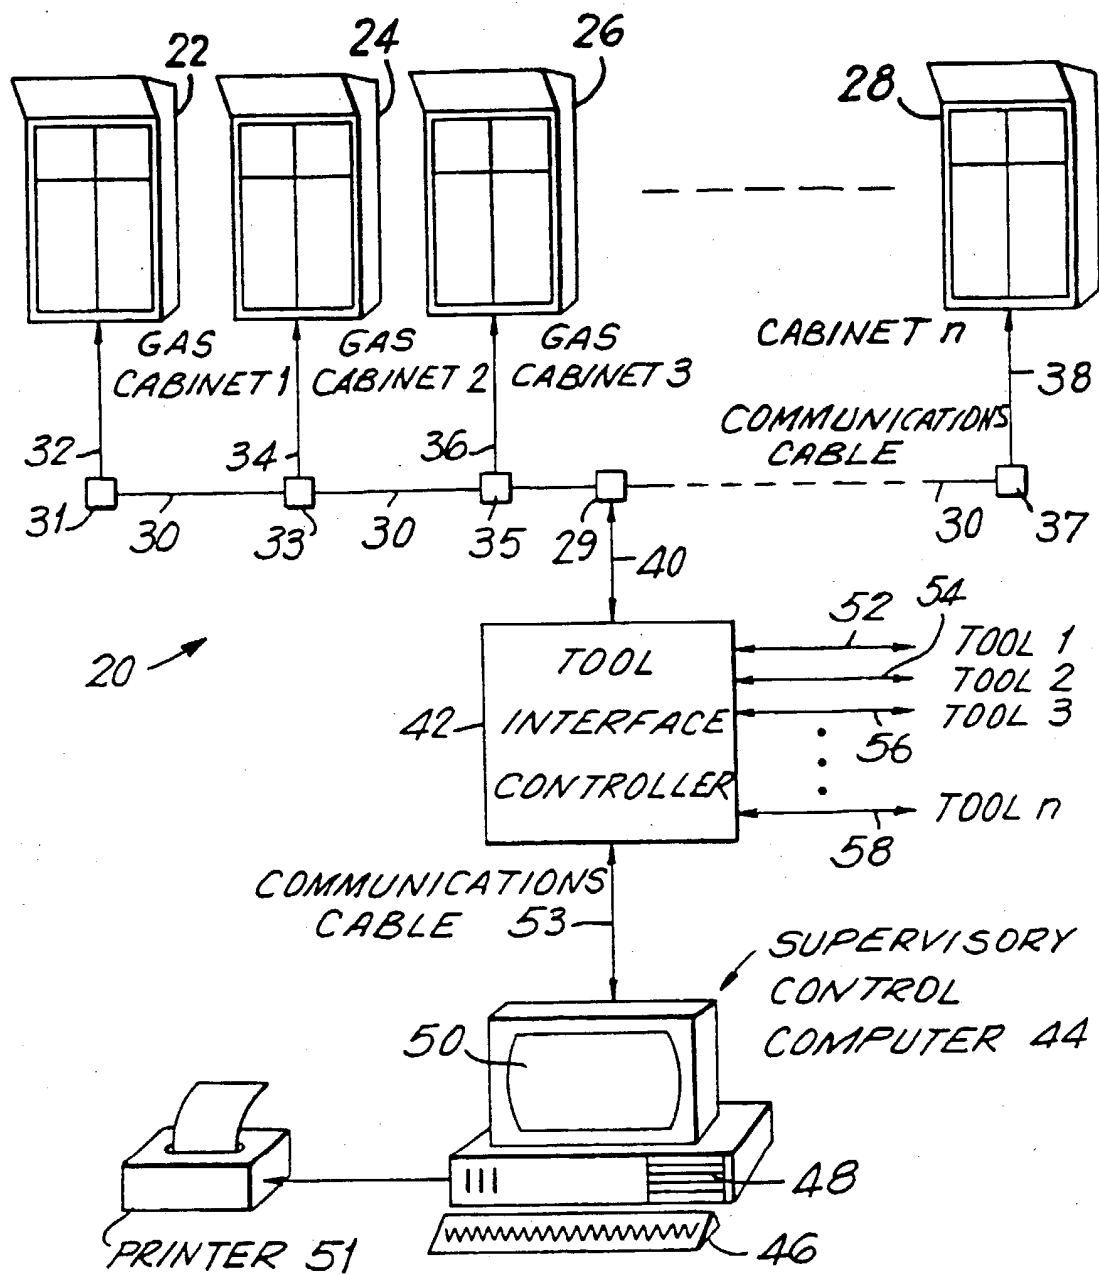 22
24
26
28
GAS
CABINET 1
GAS
CABINET 2
GAS
CABINET 3
CABINET n
38
COMMUNICATIONS
CABLE
32
34
36
31
30
33
30
35
29
40
30
37
20
52
54
TOOL 1
TOOL 2
TOOL 3
56
TOOL n
58
42
TOOL
INTERFACE
CONTROLLER
COMMUNICATIONS
CABLE 53
SUPERVISORY
CONTROL
COMPUTER 44
50
48
46
PRINTER 51